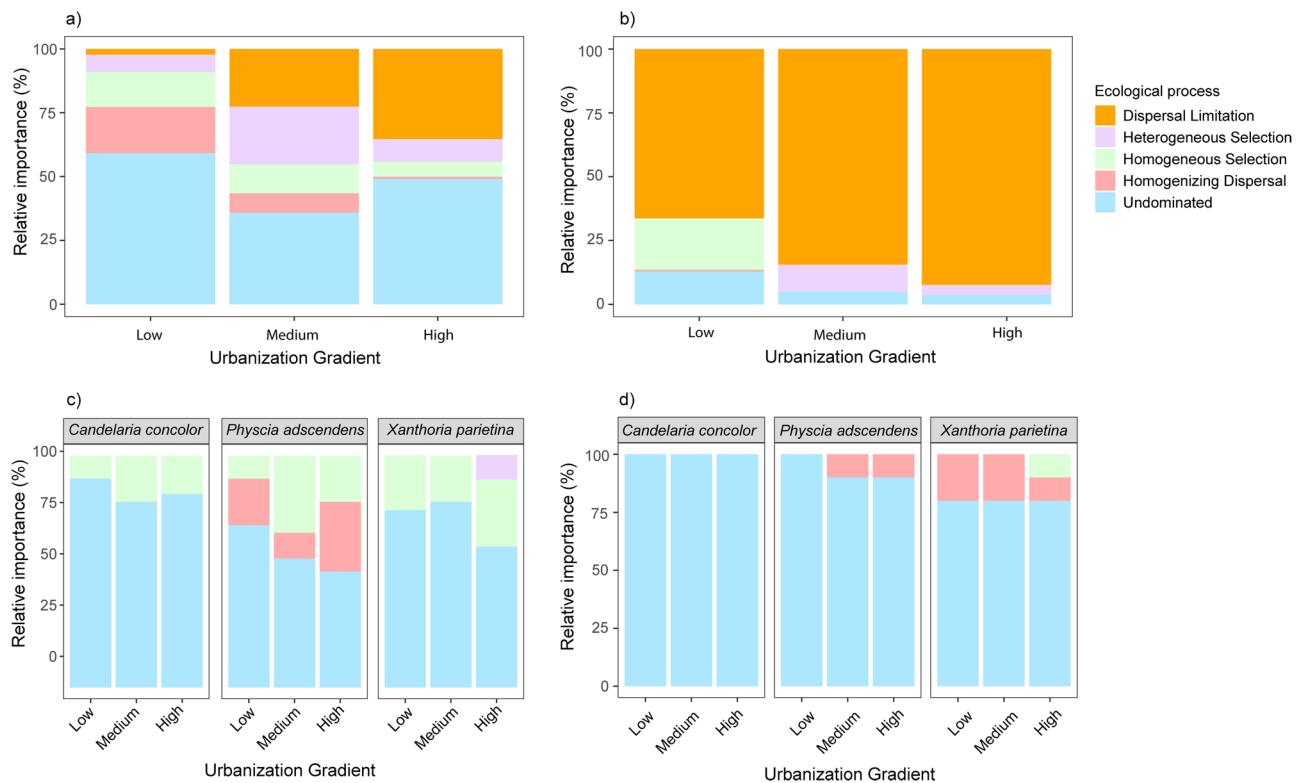 a)
100
75
50
25
0
Relative importance (%)
Low Medium High
Urbanization Gradient
b)
100
75
50
25
0
Relative importance (%)
Low Medium High
Urbanization Gradient
Ecological process
Dispersal Limitation
Heterogeneous Selection
Homogeneous Selection
Homogenizing Dispersal
Undominated
c)
Candelaria concolor Physcia adscendens Xanthoria parietina
100
75
50
25
0
Relative importance (%)
Low Medium High Low Medium High Low Medium High
Urbanization Gradient
d)
Candelaria concolor Physcia adscendens Xanthoria parietina
100
75
50
25
0
Relative importance (%)
Low Medium High Low Medium High Low Medium High
Urbanization Gradient